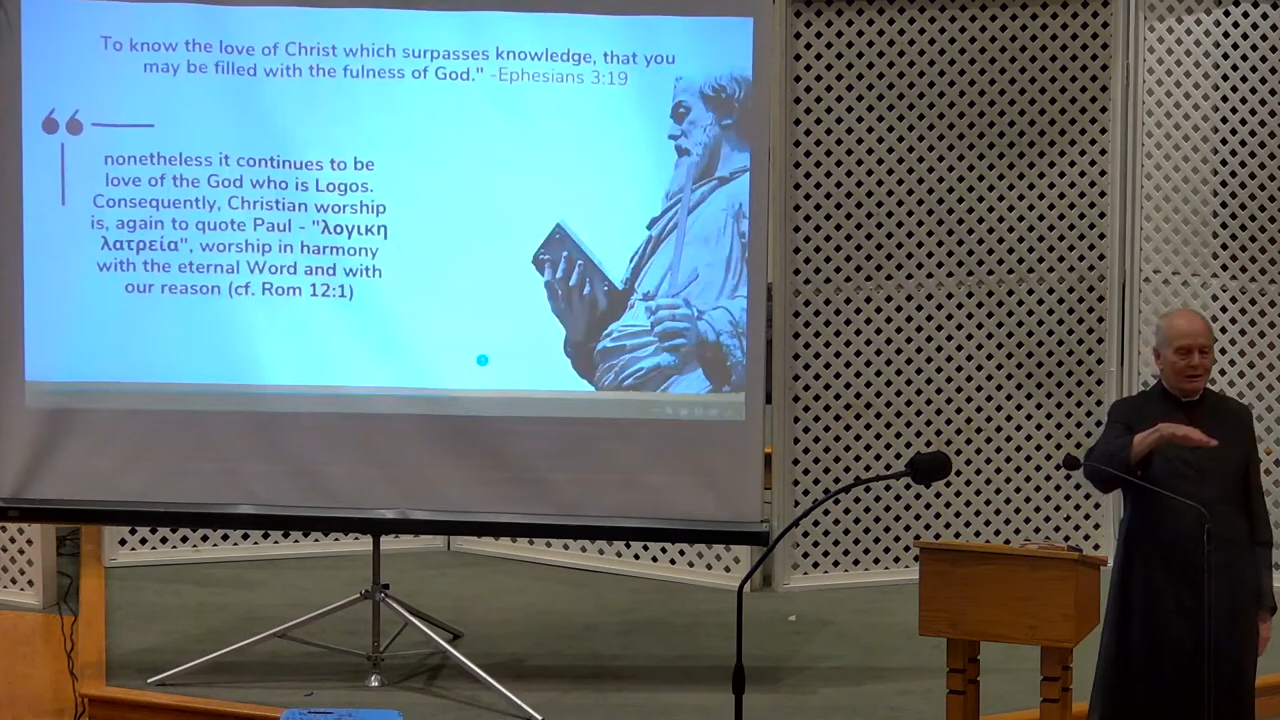 To know the love of Christ which surpasses knowledge, that you
may be filled with the fulness of God." -Ephesians 3:19
nonetheless it continues to be
love of the God who is Logos.
Consequently, Christian worship
is, again to quote Paul - "λογικη
λατρεία", worship in harmony
with the eternal Word and with
our reason (cf. Rom 12:1)